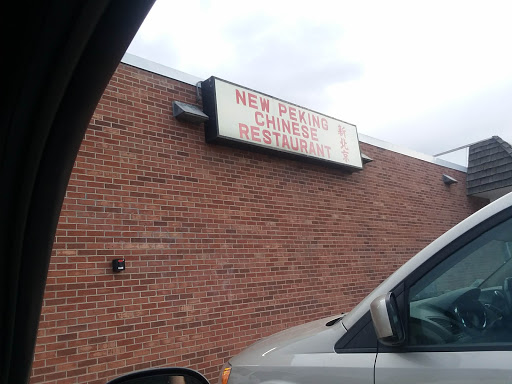 NEW PEKING
CHINESE
RESTAURANT
新北京